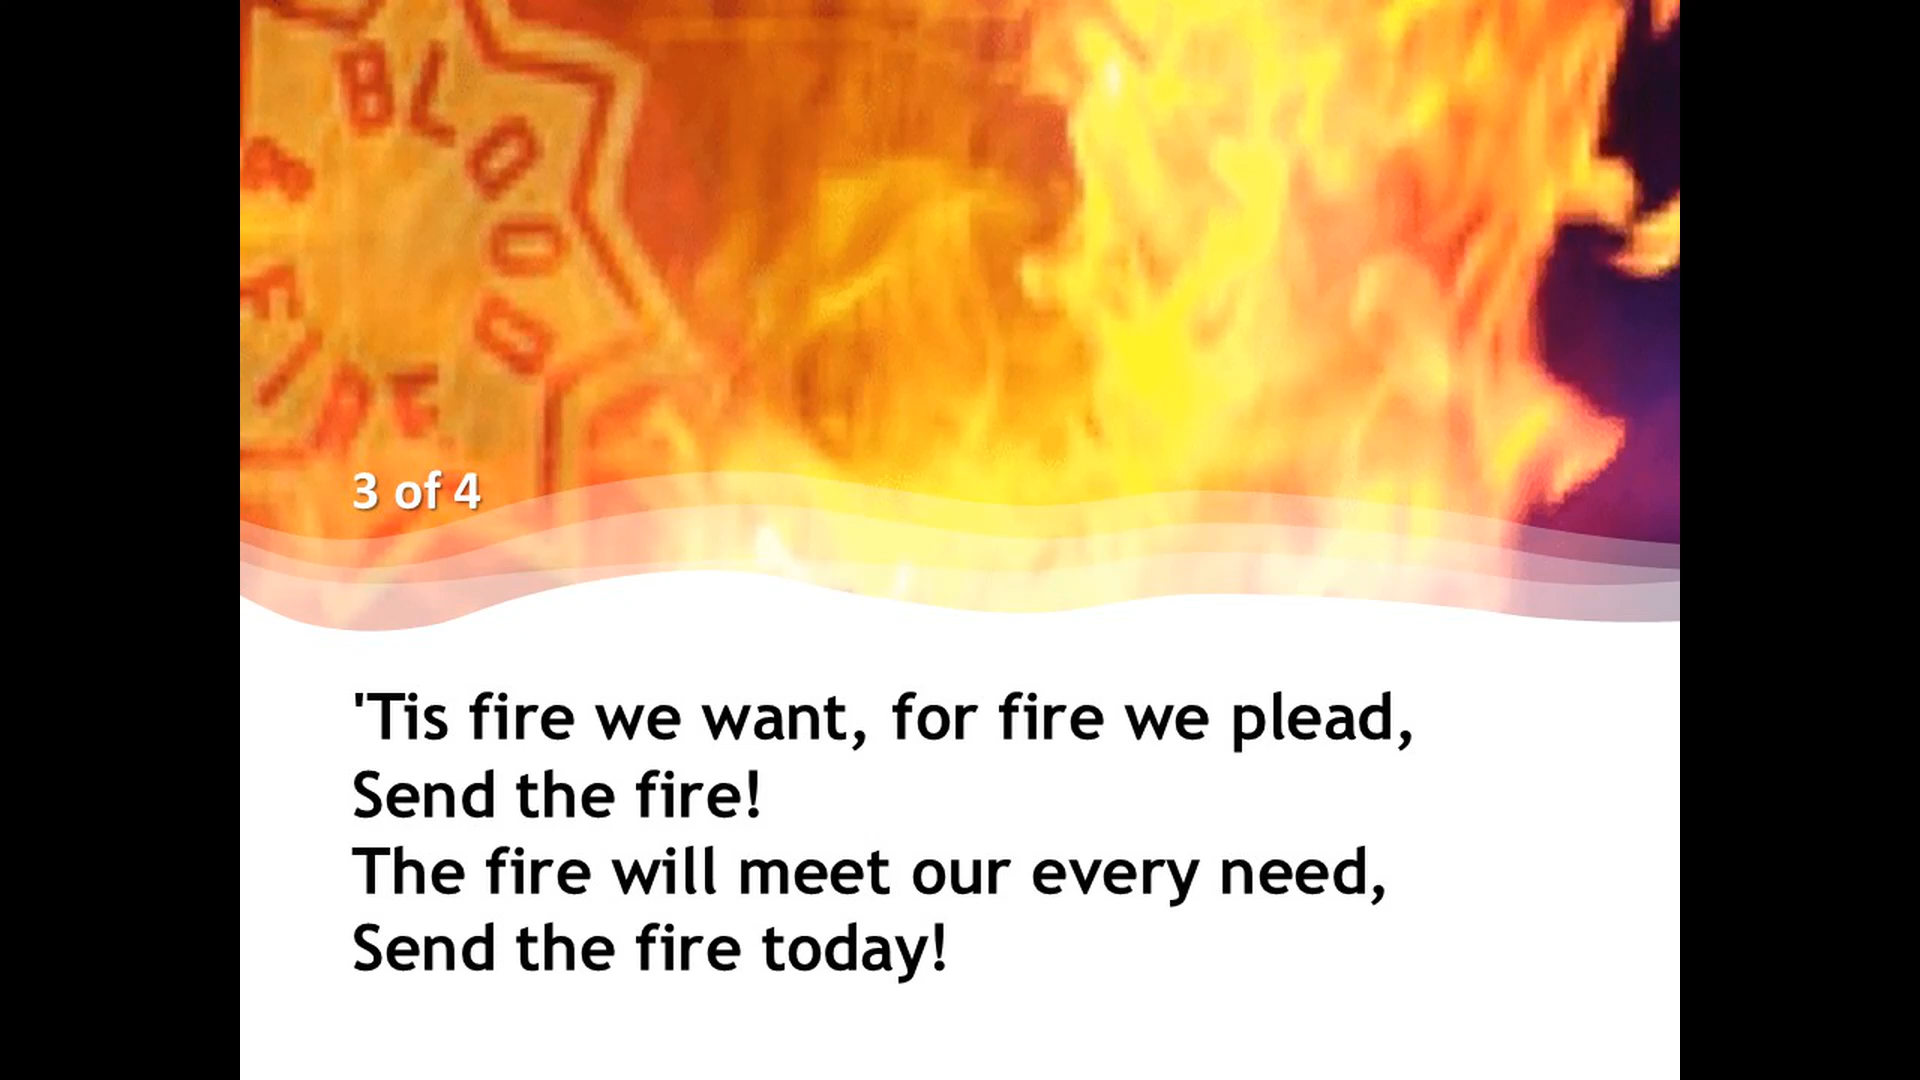 BLOOD
&
FIRE
3 of 4
'Tis fire we want, for fire we plead,
Send the fire!
The fire will meet our every need,
Send the fire today!